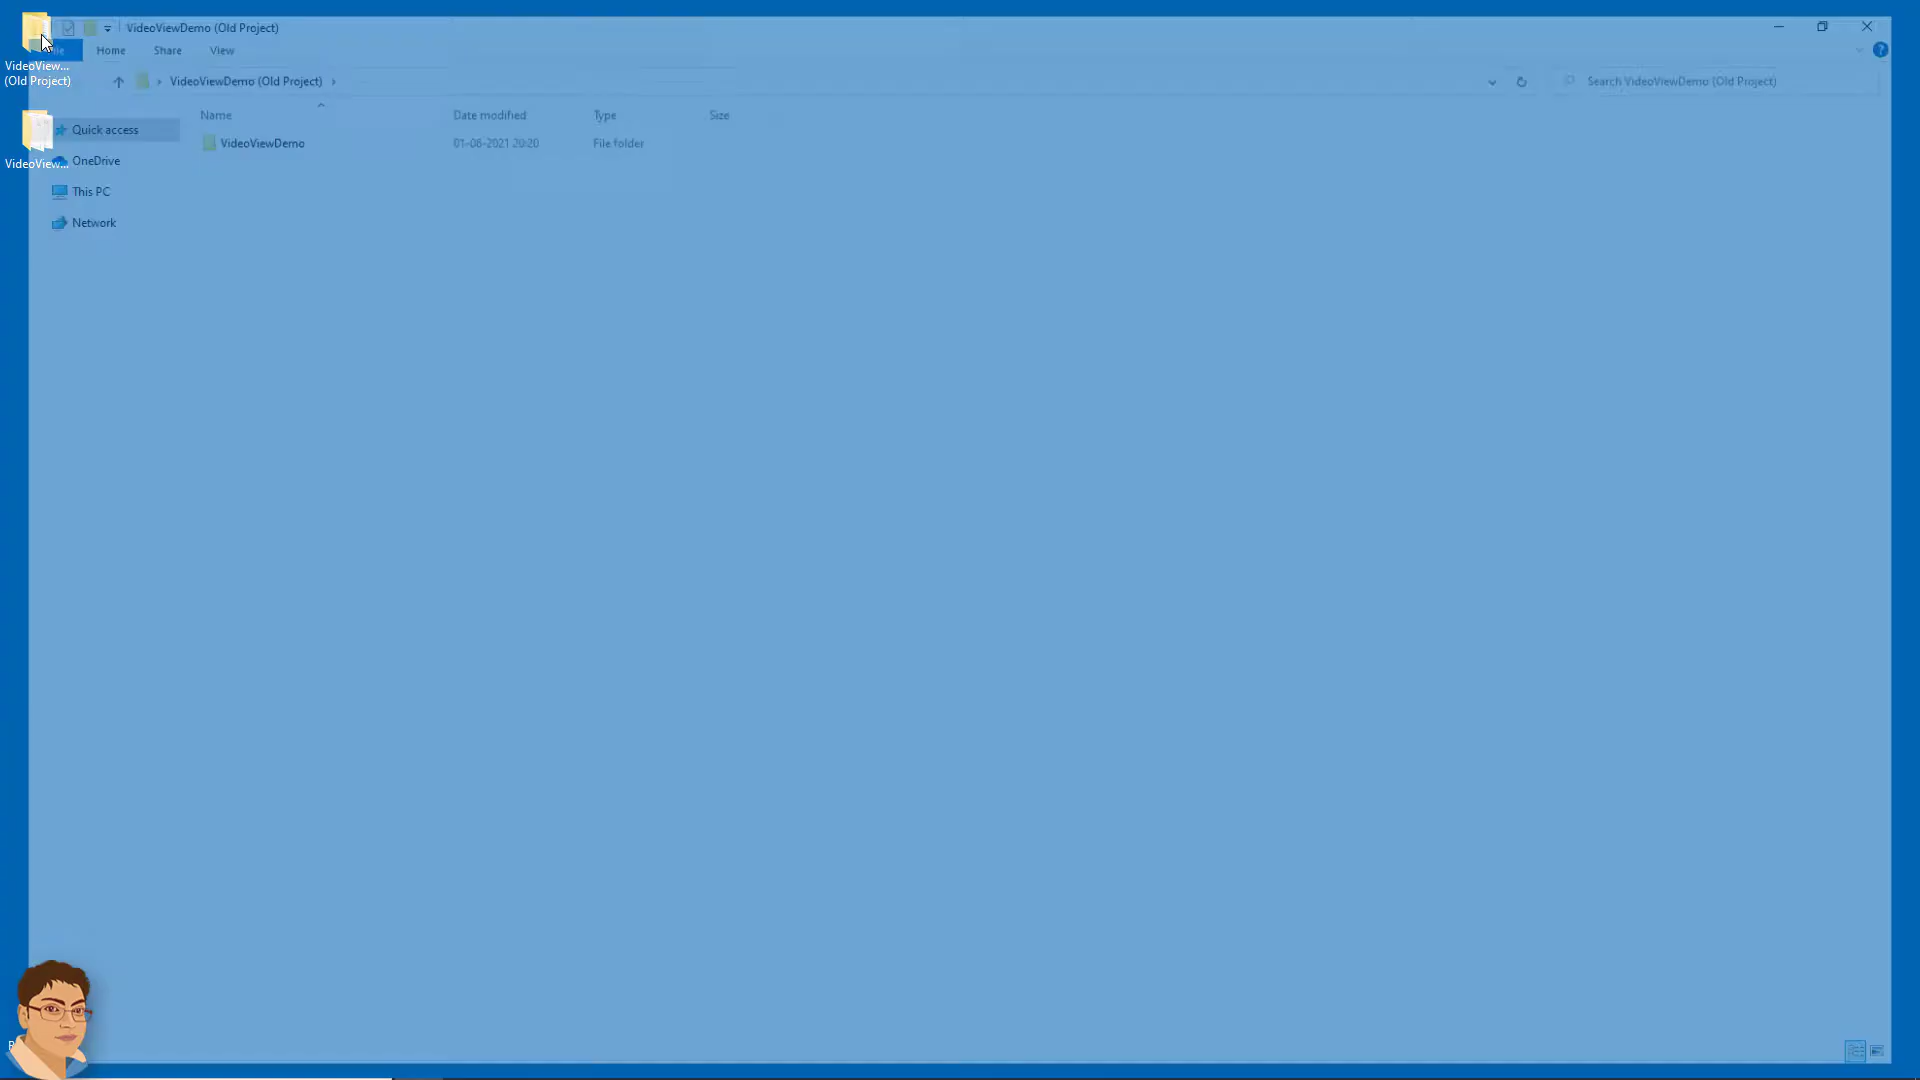 VideoViewDemo (Old Project)
Home Share View
VideoView...
(Old Project)
VideoViewDemo (Old Project)
Search VideoViewDemo (Old Project)
Name Date modified Type Size
Quick access
VideoViewDemo 01-08-2021 20:20 File folder
VideoView...
OneDrive
This PC
Network